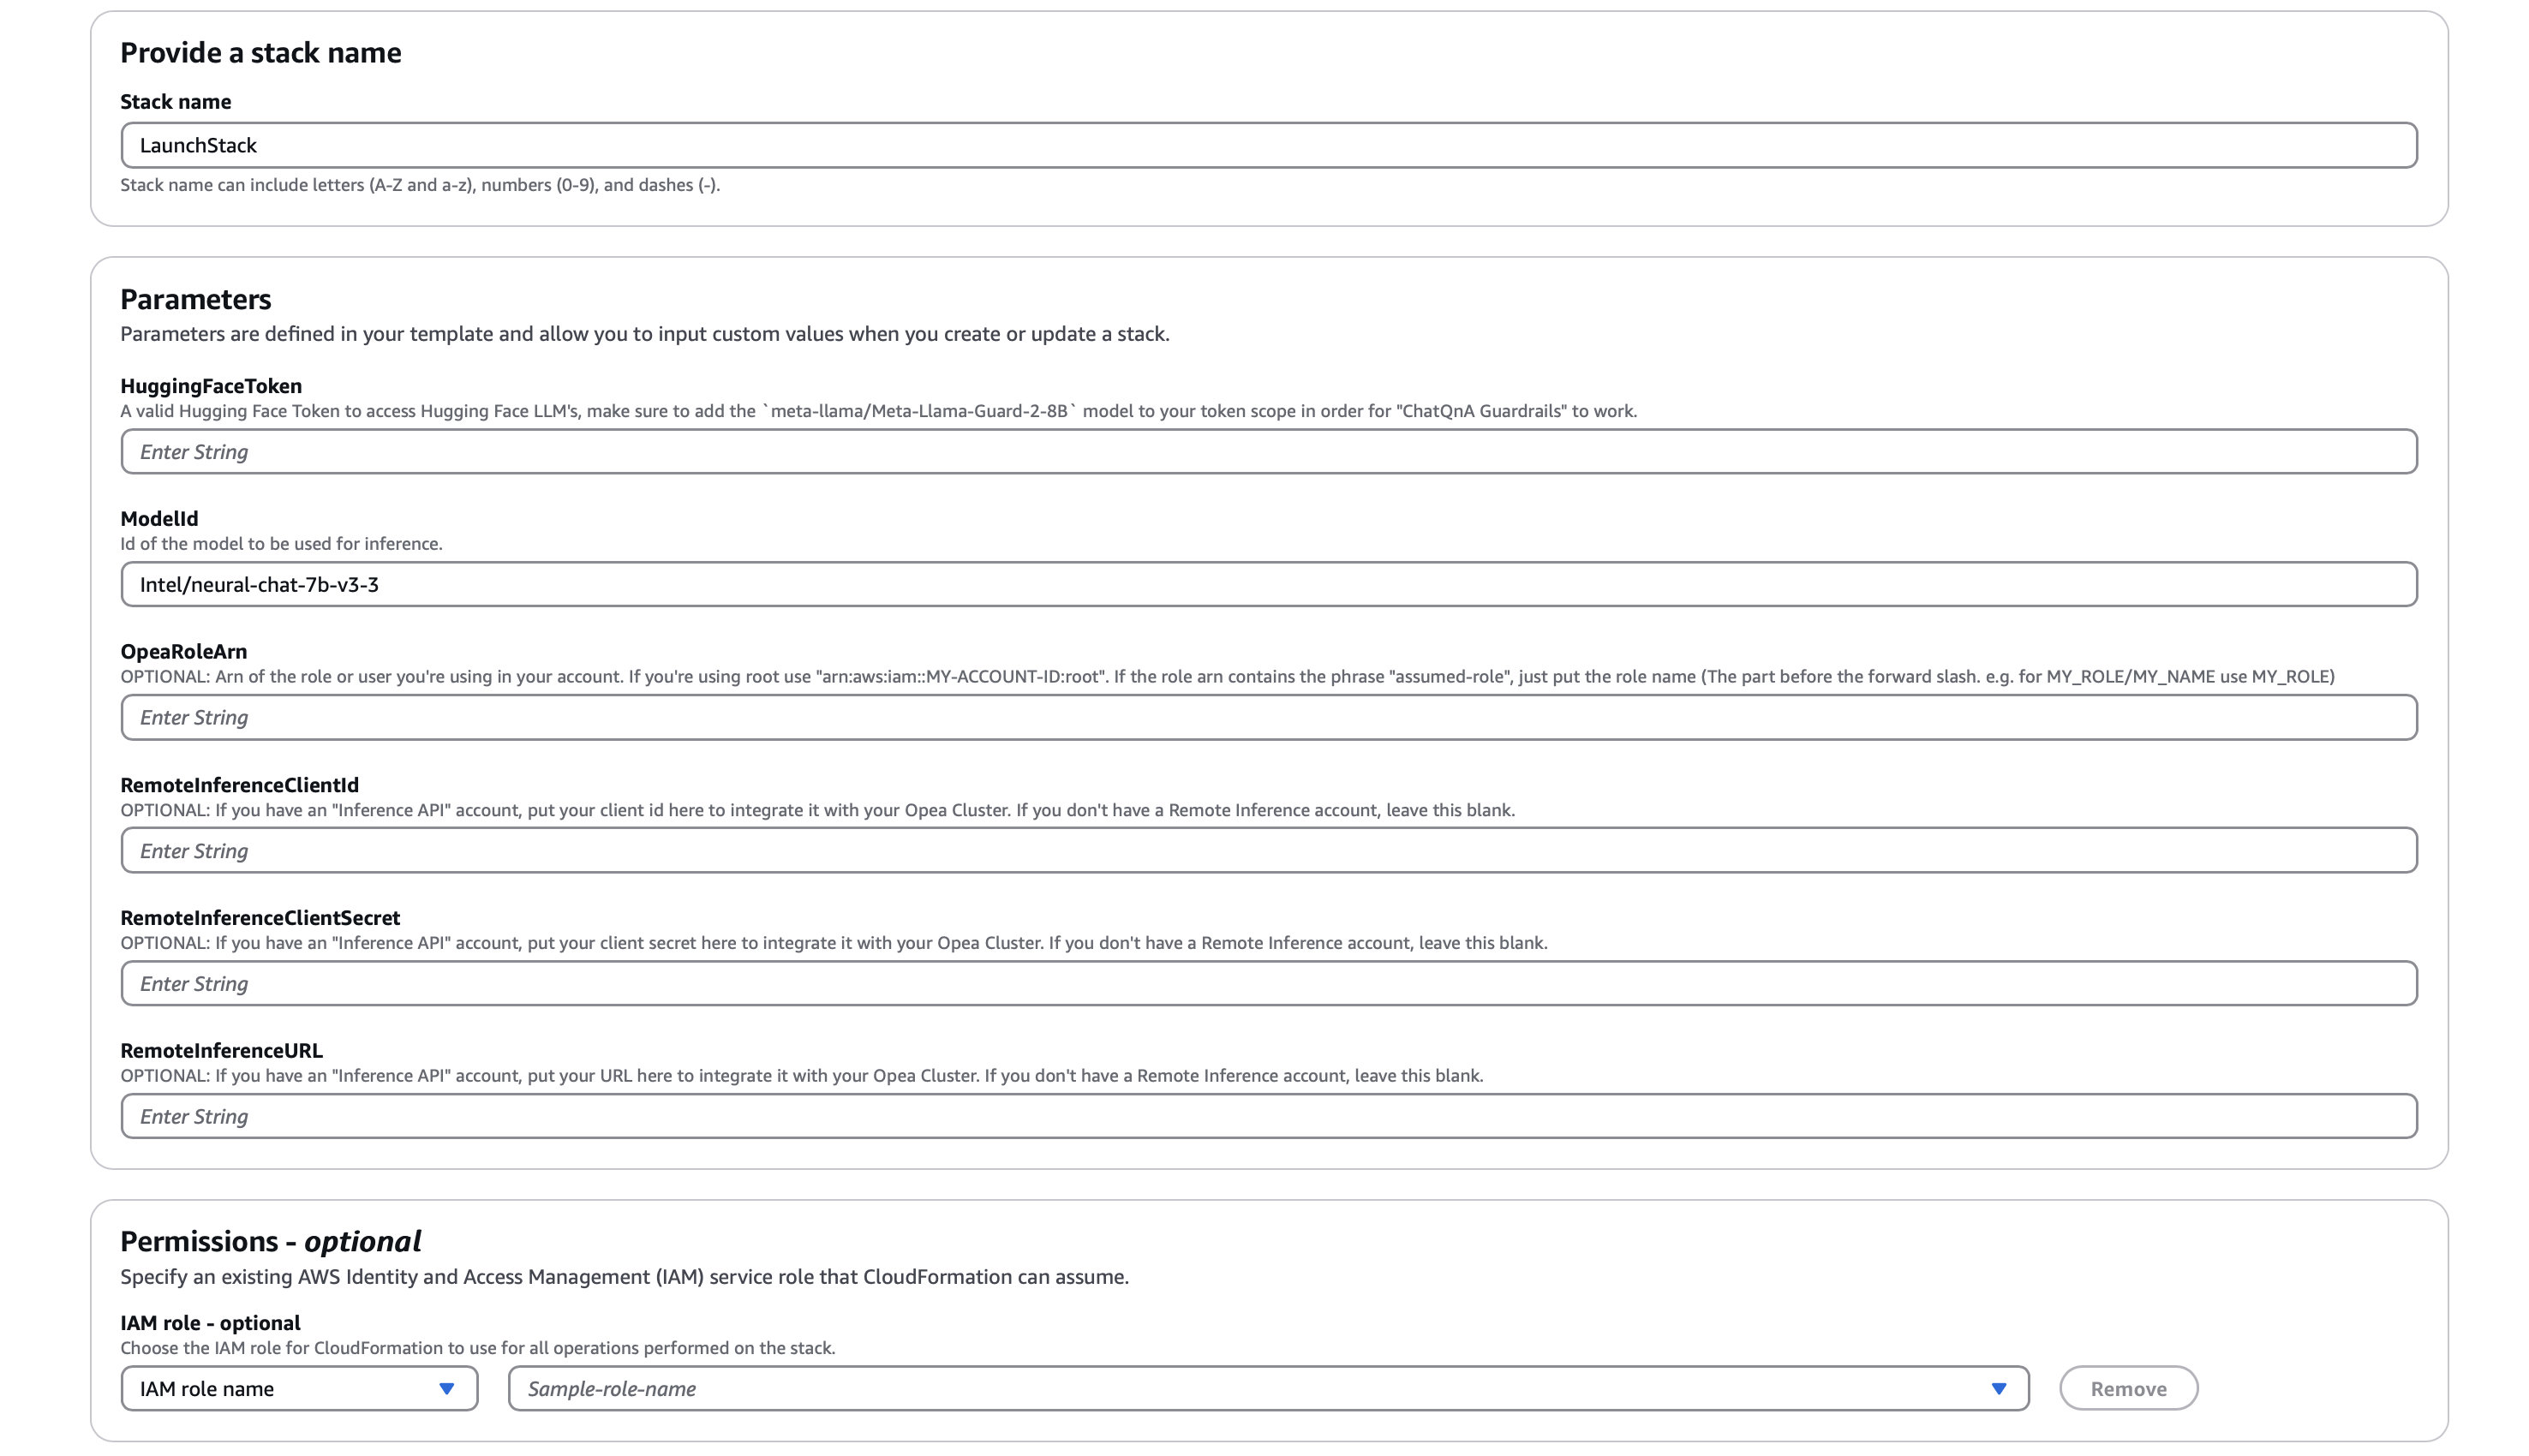 Provide a stack name
Stack name
LaunchStack
Stack name can include letters (A-Z and a-z), numbers (0-9), and dashes (-).
Parameters
Parameters are defined in your template and allow you to input custom values when you create or update a stack.
HuggingFaceToken
A valid Hugging Face Token to access Hugging Face LLM's, make sure to add the `meta-llama/Meta-Llama-Guard-2-8B` model to your token scope in order for "ChatQnA Guardrails" to work.
Enter String
ModelId
Id of the model to be used for inference.
Intel/neural-chat-7b-v3-3
OpeaRoleArn
OPTIONAL: Arn of the role or user you're using in your account. If you're using root use "arn:aws:iam::MY-ACCOUNT-ID:root". If the role arn contains the phrase "assumed-role", just put the role name (The part before the forward slash. e.g. for MY_ROLE/MY_NAME use MY_ROLE)
Enter String
RemoteInferenceClientId
OPTIONAL: If you have an "Inference API" account, put your client id here to integrate it with your Opea Cluster. If you don't have a Remote Inference account, leave this blank.
Enter String
RemoteInferenceClientSecret
OPTIONAL: If you have an "Inference API" account, put your client secret here to integrate it with your Opea Cluster. If you don't have a Remote Inference account, leave this blank.
Enter String
RemoteInferenceURL
OPTIONAL: If you have an "Inference API" account, put your URL here to integrate it with your Opea Cluster. If you don't have a Remote Inference account, leave this blank.
Enter String
Permissions - optional
Specify an existing AWS Identity and Access Management (IAM) service role that CloudFormation can assume.
IAM role - optional
Choose the IAM role for CloudFormation to use for all operations performed on the stack.
IAM role name Sample-role-name Remove